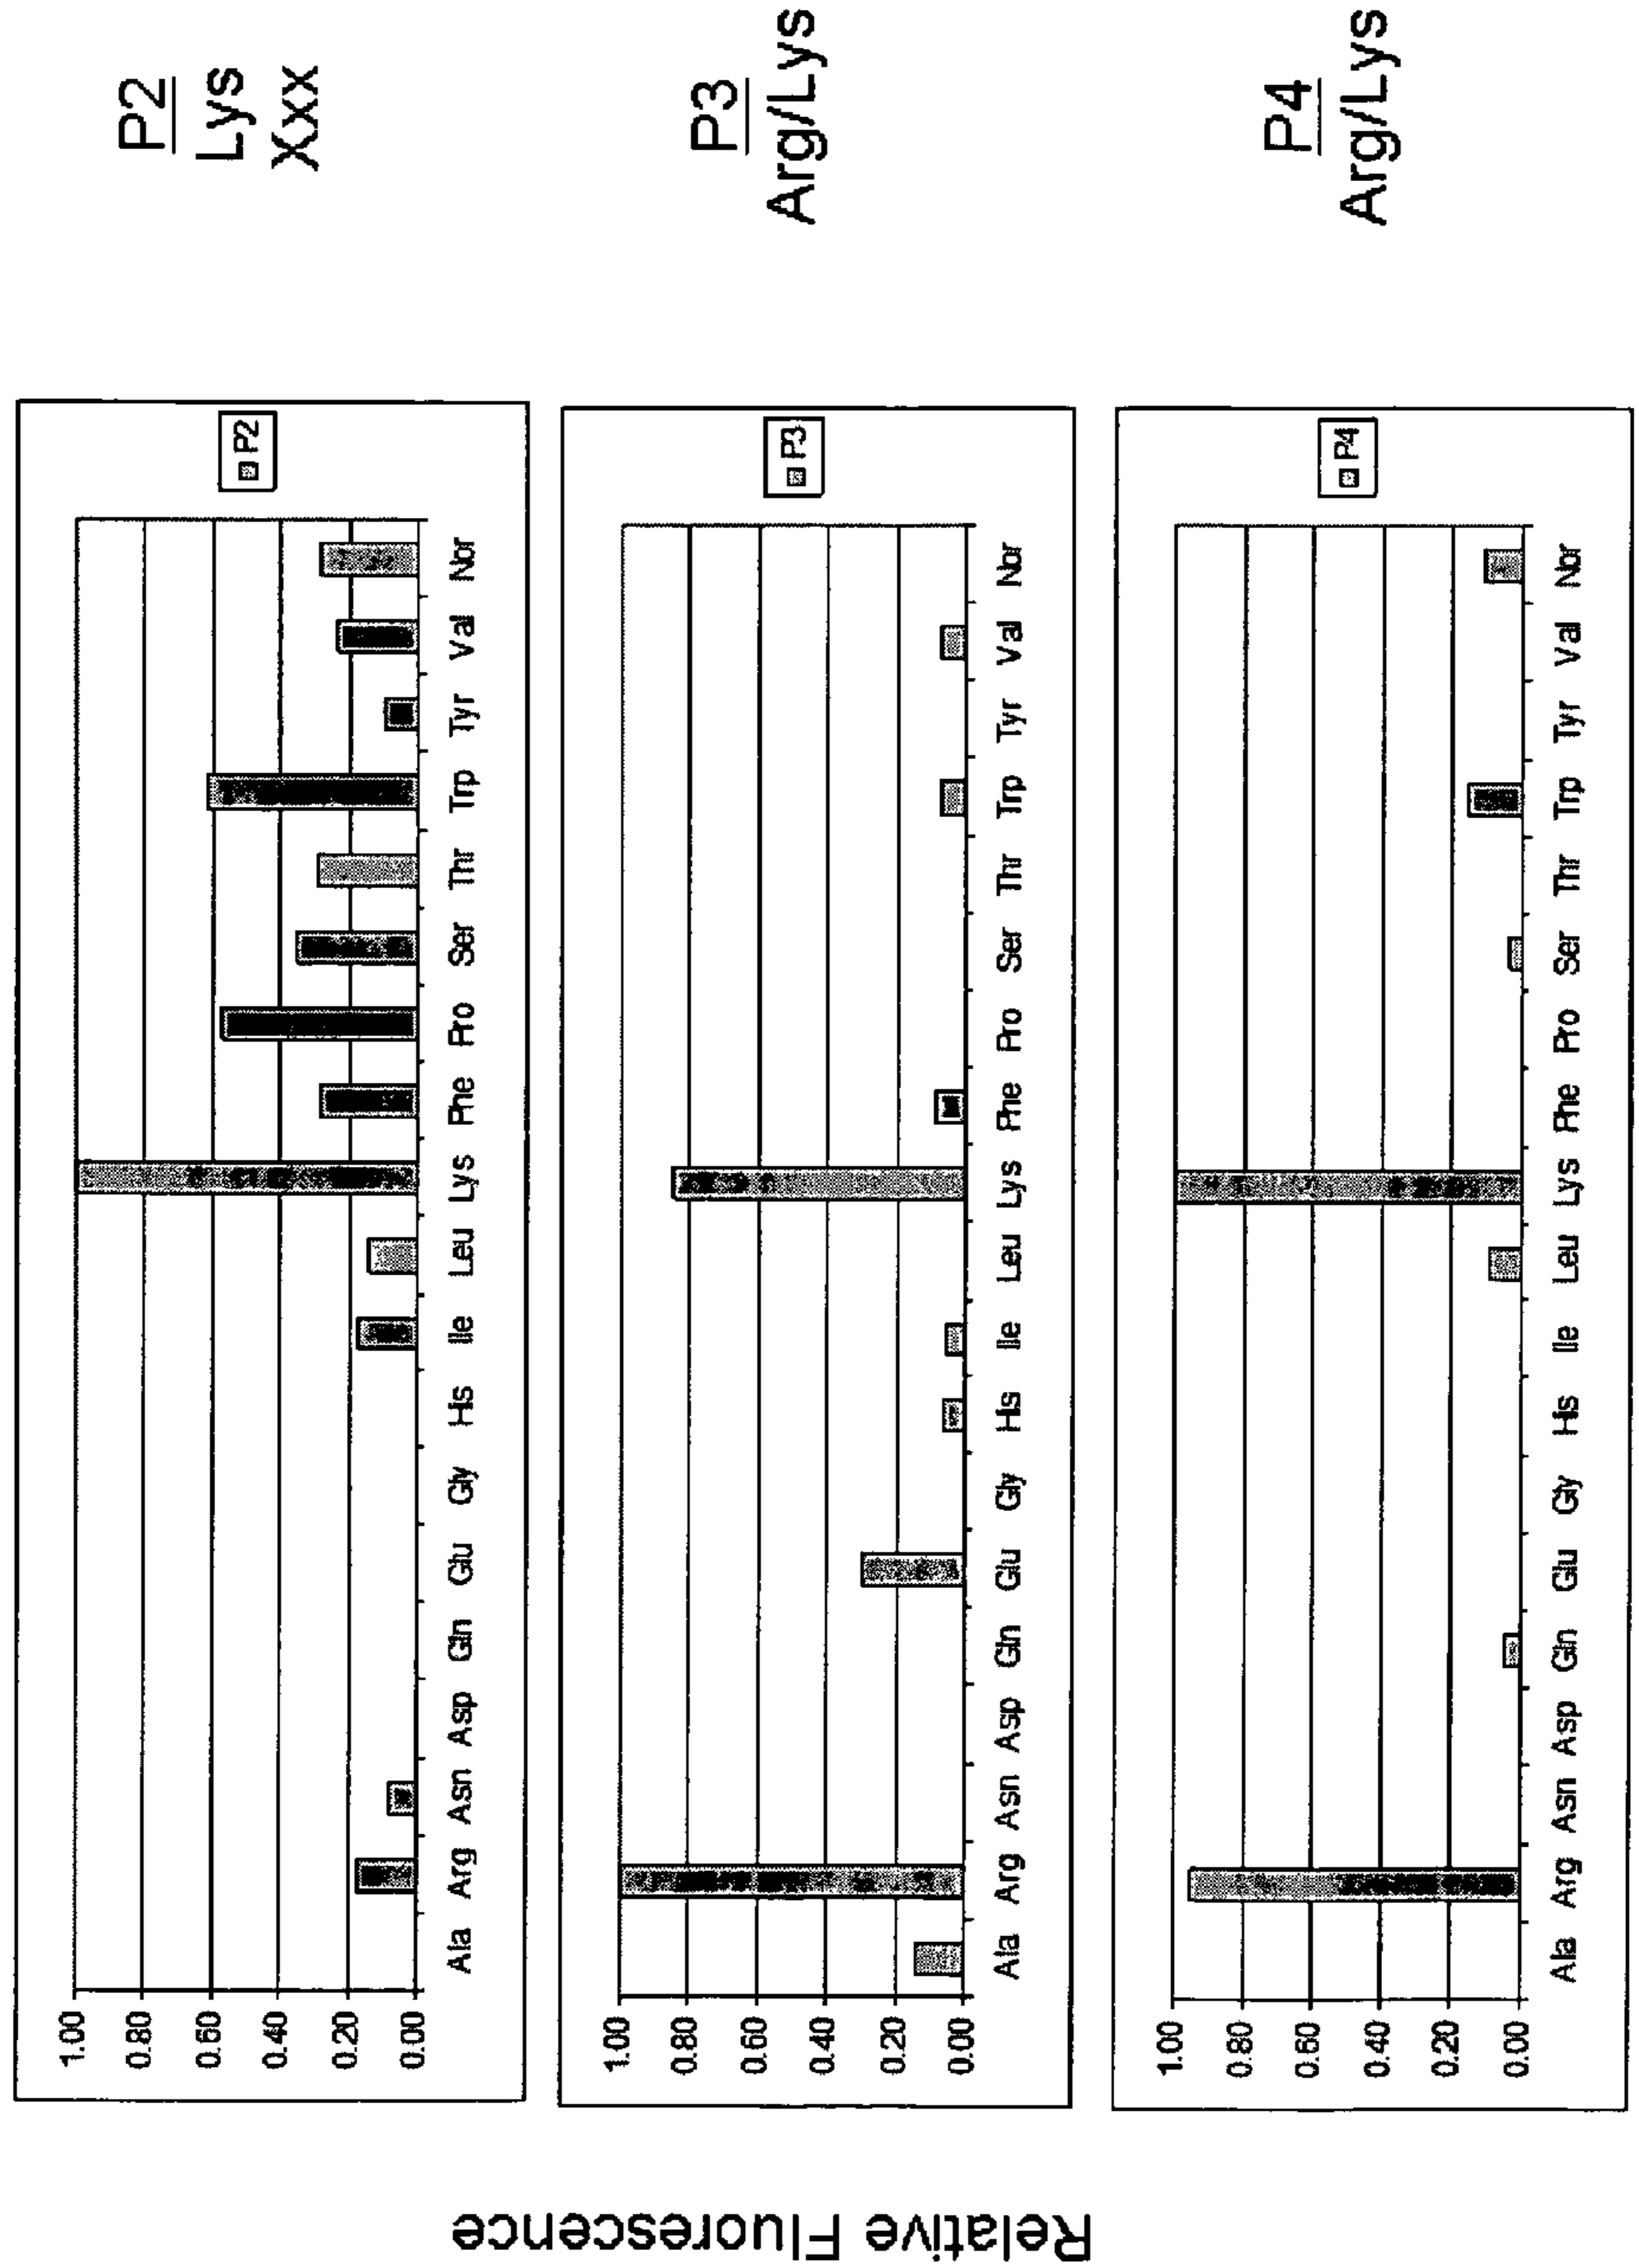 Relative Fluorescence
1.00
0.80
0.60
0.40
0.20
0.00
Ala Arg Asn Asp Gln Glu Gly His Ile Leu Lys Phe Pro Ser Thr Trp Tyr Val Nor
P2
P2
Lys
Xxx
1.00
0.80
0.60
0.40
0.20
0.00
Ala Arg Asn Asp Gln Glu Gly His Ile Leu Lys Phe Pro Ser Thr Trp Tyr Val Nor
P3
P3
Arg/Lys
1.00
0.80
0.60
0.40
0.20
0.00
Ala Arg Asn Asp Gln Glu Gly His Ile Leu Lys Phe Pro Ser Thr Trp Tyr Val Nor
P4
P4
Arg/Lys